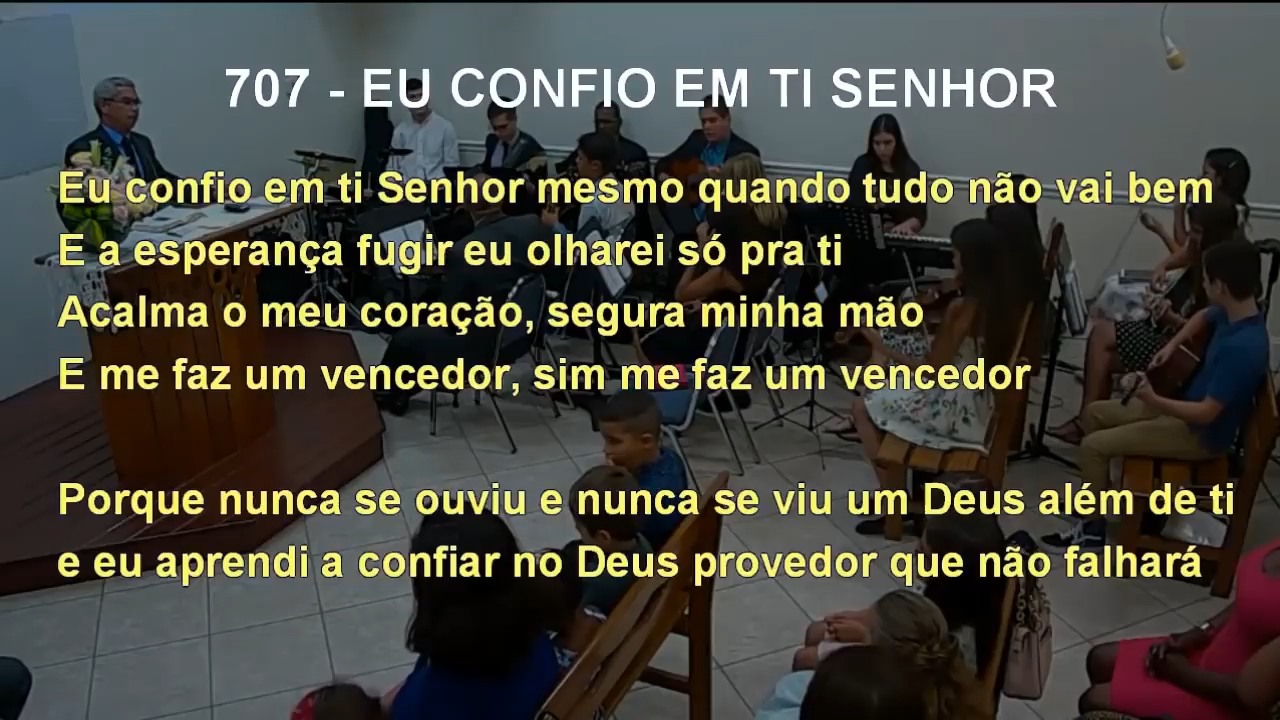 707 - EU CONFIO EM TI SENHOR
Eu confio em ti Senhor mesmo quando tudo não vai bem
E a esperança fugir eu olharei só pra ti
Acalma o meu coração, segura minha mão
E me faz um vencedor, sim me faz um vencedor
Porque nunca se ouviu e nunca se viu um Deus além de ti
e eu aprendi a confiar no Deus provedor que não falhará